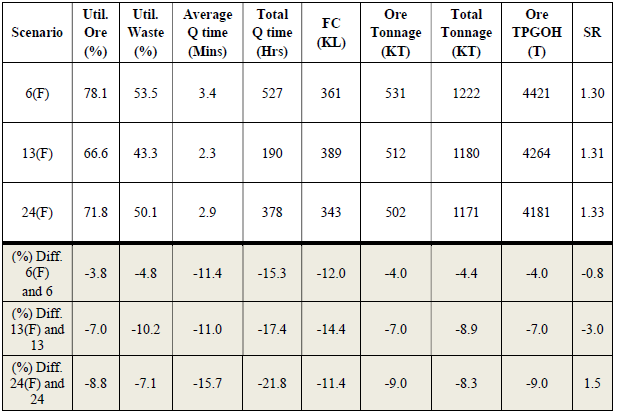 Scenario Util. Ore (%) Util. Waste (%) Average Q time (Mins) Total Q time (Hrs) FC (KL) Ore Tonnage (KT) Total Tonnage (KT) Ore TPGOH (T) SR
6(F) 78.1 53.5 3.4 527 361 531 1222 4421 1.30
13(F) 66.6 43.3 2.3 190 389 512 1180 4264 1.31
24(F) 71.8 50.1 2.9 378 343 502 1171 4181 1.33
(%) Diff. 6(F) and 6 -3.8 -4.8 -11.4 -15.3 -12.0 -4.0 -4.4 -4.0 -0.8
(%) Diff. 13(F) and 13 -7.0 -10.2 -11.0 -17.4 -14.4 -7.0 -8.9 -7.0 -3.0
(%) Diff. 24(F) and 24 -8.8 -7.1 -15.7 -21.8 -11.4 -9.0 -8.3 -9.0 1.5